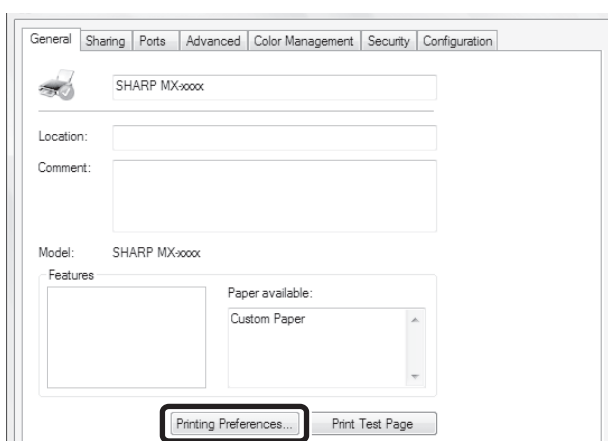 General Sharing Ports Advanced Color Management Security Configuration
SHARP MX-xxxx
Location:
Comment:
Model: SHARP MX-xxxx
Features
Paper available:
Custom Paper
Printing Preferences... Print Test Page